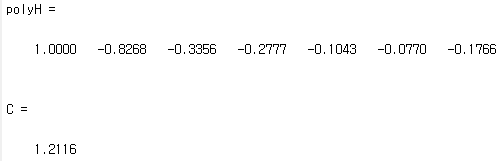 polyH =
1.0000 -0.8268 -0.3356 -0.2777 -0.1043 -0.0770 -0.1766
C =
1.2116